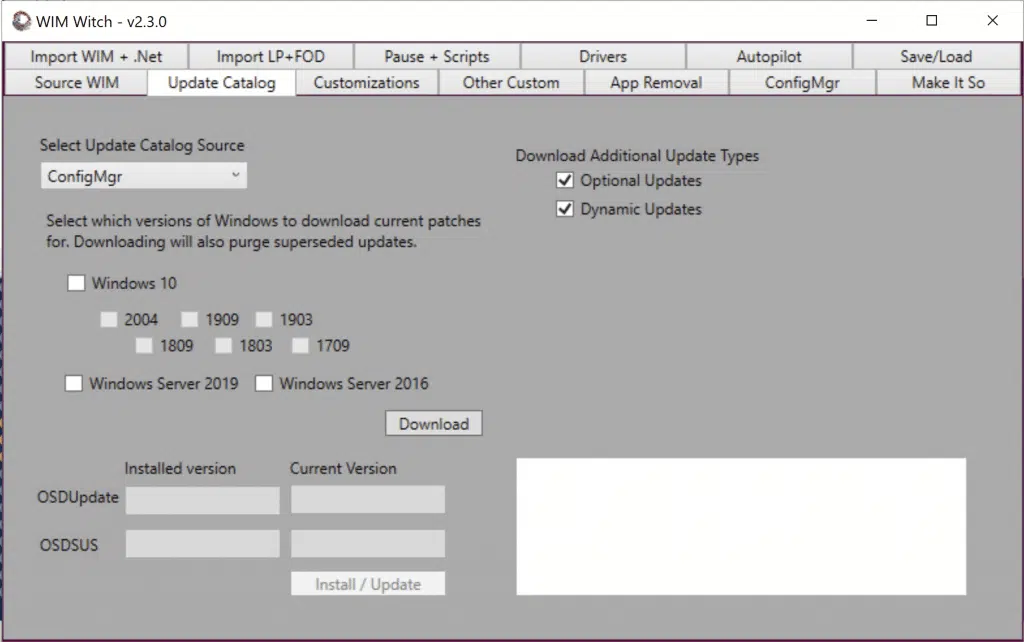 WIM Witch - v2.3.0
Import WIM + .Net Import LP+FOD Pause + Scripts Drivers Autopilot Save/Load
Source WIM Update Catalog Customizations Other Custom App Removal ConfigMgr Make It So
Select Update Catalog Source
ConfigMgr
Select which versions of Windows to download current patches
for. Downloading will also purge superseded updates.
Windows 10
2004 1909 1903
1809 1803 1709
Windows Server 2019 Windows Server 2016
Download
Download Additional Update Types
Optional Updates
Dynamic Updates
Installed version Current Version
OSDUpdate
OSDSUS
Install / Update